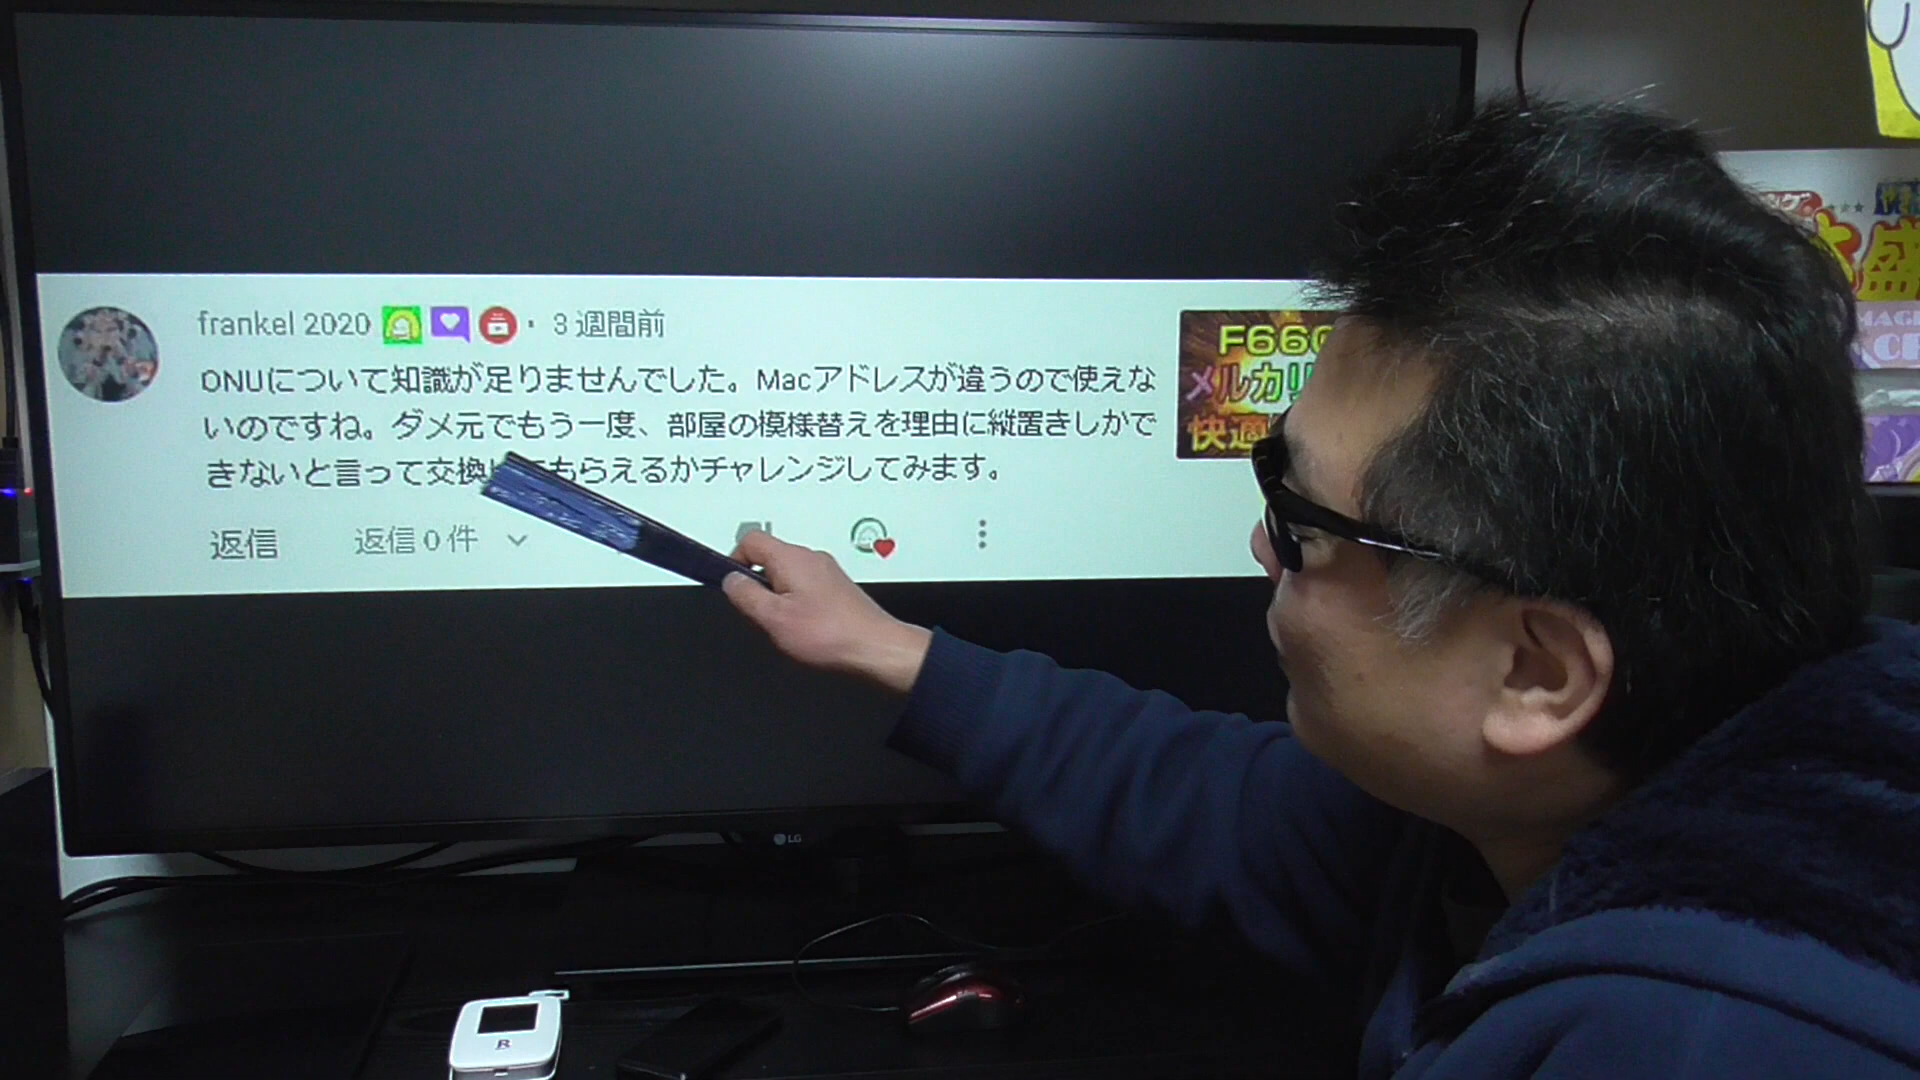 frankel 2020 · 3 週間前
ONUについて知識が足りませんでした。Macアドレスが違うので使えな
いのですね。ダメ元でもう一度、部屋の模様替えを理由に縦置きしかで
きないと言って交換 もらえるかチャレンジしてみます。
返信 返信 0 件
F660
メルカリ
快適
LG
R
盛